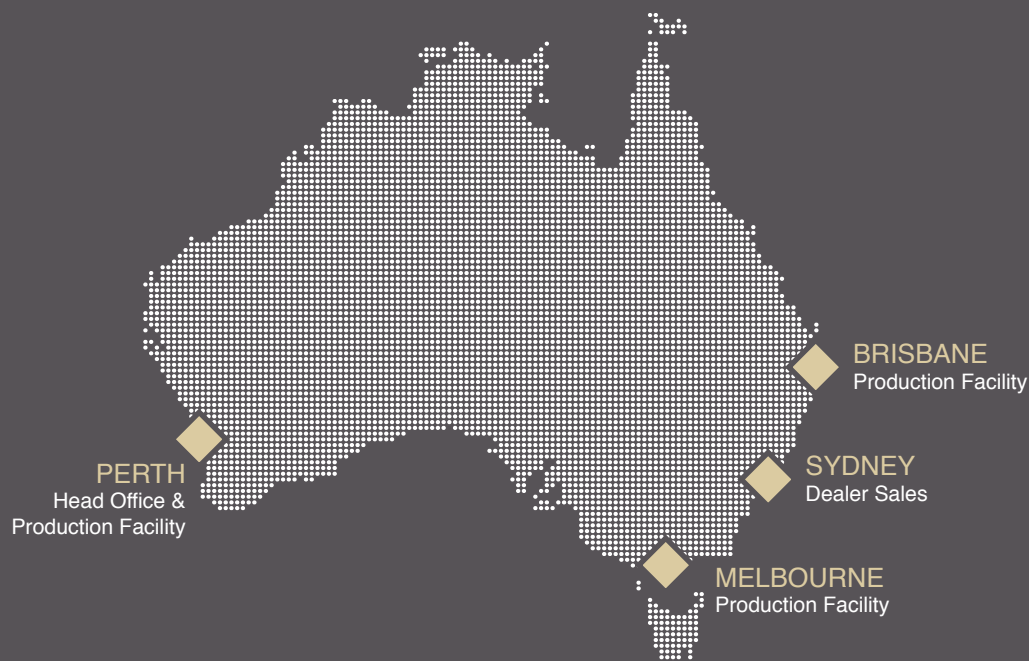 BRISBANE
Production Facility
PERTH
Head Office &
Production Facility
SYDNEY
Dealer Sales
MELBOURNE
Production Facility